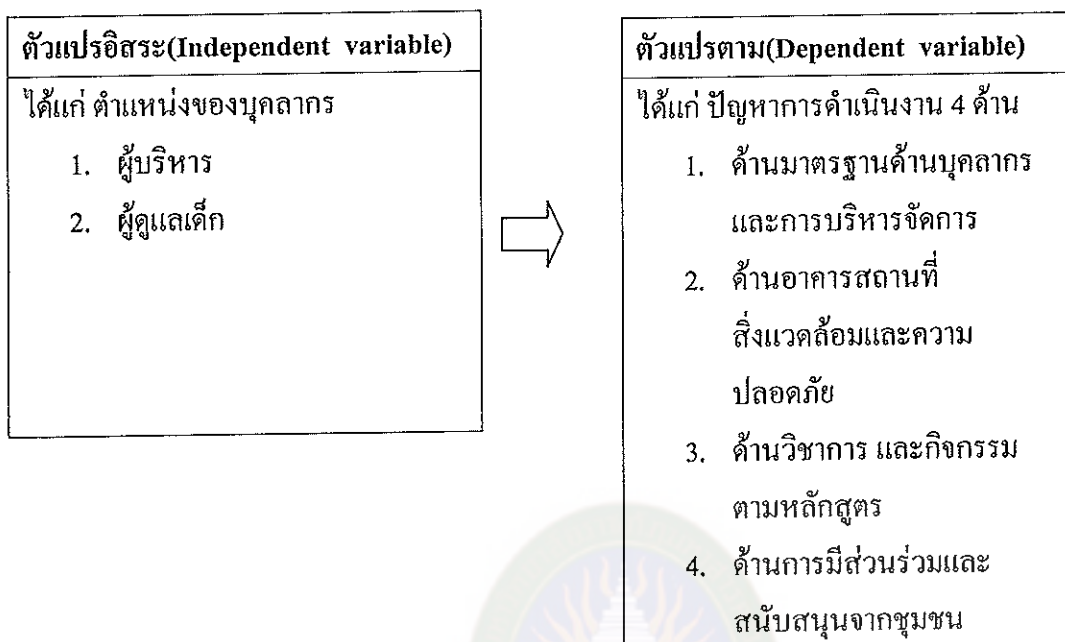 ตัวแปรอิสระ(Independent variable)
ได้แก่ ตำแหน่งของบุคลากร
1. ผู้บริหาร
2. ผู้ดูแลเด็ก
ตัวแปรตาม(Dependent variable)
ได้แก่ ปัญหาการดำเนินงาน 4 ด้าน
1. ด้านมาตรฐานด้านบุคลากร
และการบริหารจัดการ
2. ด้านอาคารสถานที่
สิ่งแวดล้อมและความ
ปลอดภัย
3. ด้านวิชาการ และกิจกรรม
ตามหลักสูตร
4. ด้านการมีส่วนร่วมและ
สนับสนุนจากชุมชน